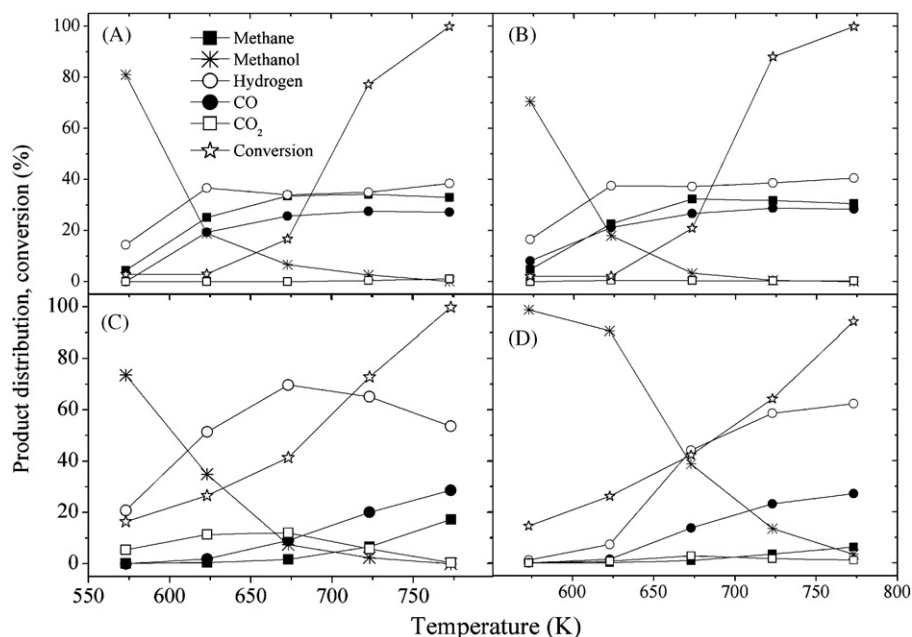 (A)
Methane
Methanol
Hydrogen
CO
CO₂
Conversion
(B)
100
80
60
40
20
0
(C)
(D)
100
80
60
40
20
0
Product distribution, conversion (%)
550 600 650 700 750 600 650 700 750 800
Temperature (K)